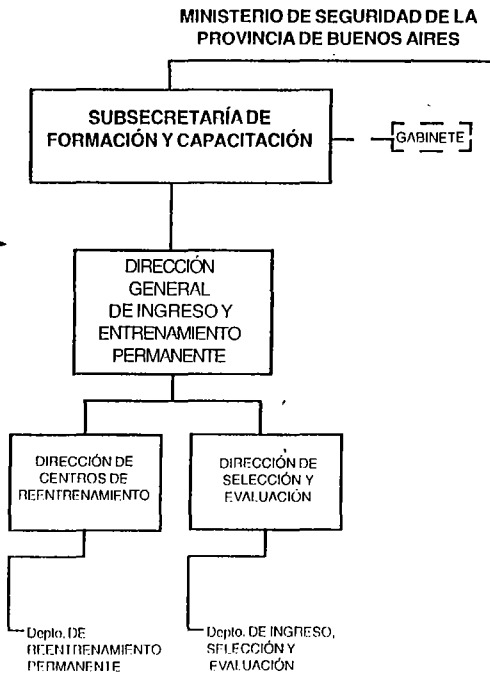 MINISTERIO DE SEGURIDAD DE LA
PROVINCIA DE BUENOS AIRES
SUBSECRETARÍA DE
FORMACIÓN Y CAPACITACIÓN
GABINETE
DIRECCIÓN
GENERAL
DE INGRESO Y
ENTRENAMIENTO
PERMANENTE
DIRECCIÓN DE
CENTROS DE
REENTRENAMIENTO
DIRECCIÓN DE
SELECCIÓN Y
EVALUACIÓN
Depto. DE
REENTRENAMIENTO
PERMANENTE
Depto. DE INGRESO,
SELECCIÓN Y
EVALUACIÓN